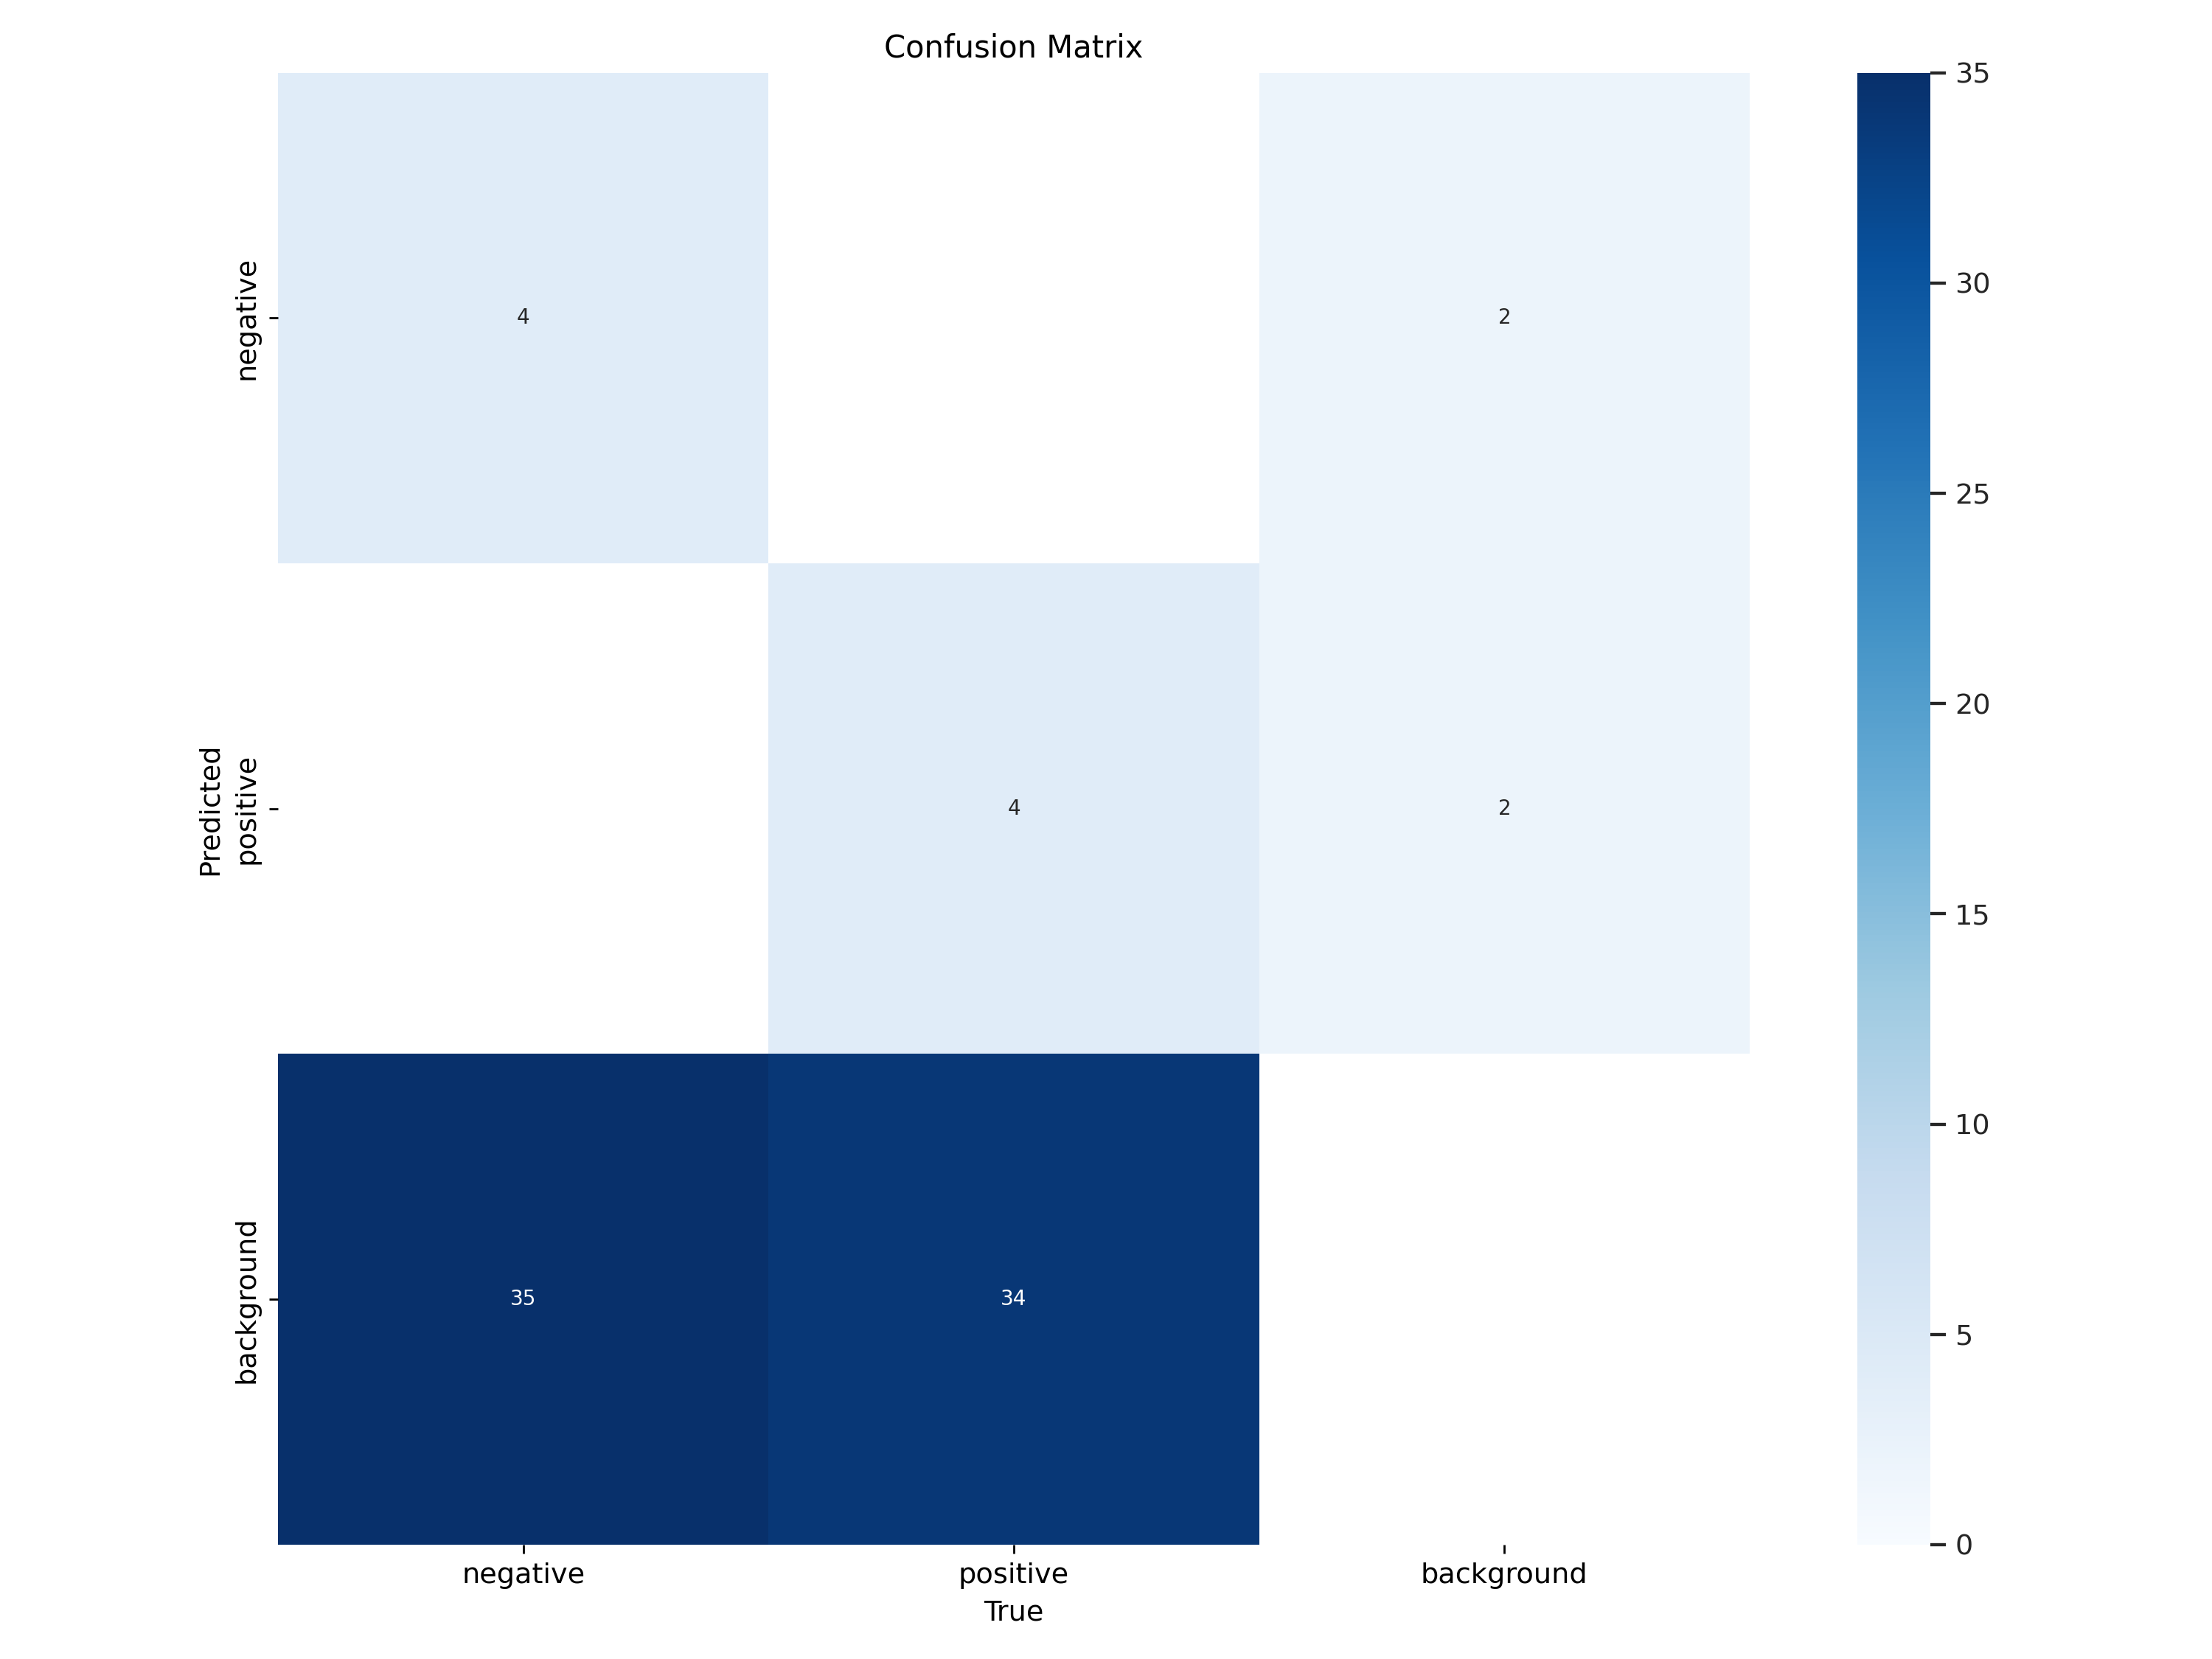 Confusion Matrix
negative
4
2
Predicted
positive
4
2
background
35
34
negative
positive
background
True
35
30
25
20
15
10
5
0